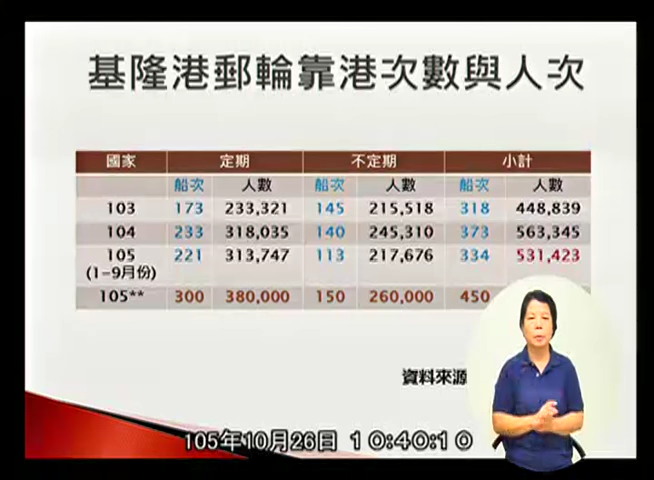 基隆港郵輪靠港次數與人次
國家 定期 不定期 小計
船次 人數 船次 人數 船次 人數
103 173 233,321 145 215,518 318 448,839
104 233 318,035 140 245,310 373 563,345
105 221 313,747 113 217,676 334 531,423
(1-9月份)
105** 300 380,000 150 260,000 450
資料來源
105年10月26日 10:40:10